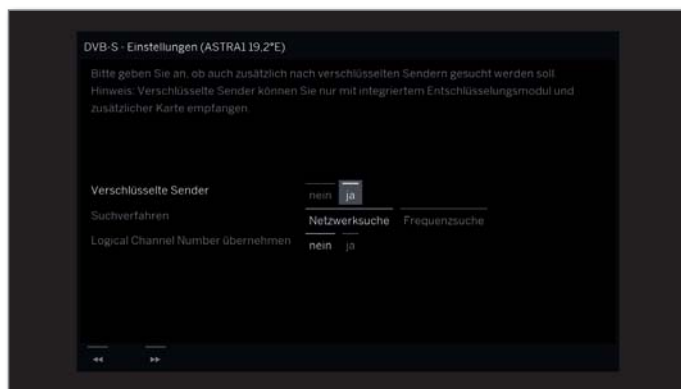 DVB-S - Einstellungen (ASTRA1 19,2°E)
Bitte geben Sie an, ob auch zusätzlich nach verschlüsselten Sendern gesucht werden soll.
Hinweis: Verschlüsselte Sender können Sie nur mit integriertem Entschlüsselungsmodul und
zusätzlicher Karte empfangen.
Verschlüsselte Sender nein ja
Suchverfahren Netzwerksuche Frequenzsuche
Logical Channel Number übernehmen nein ja